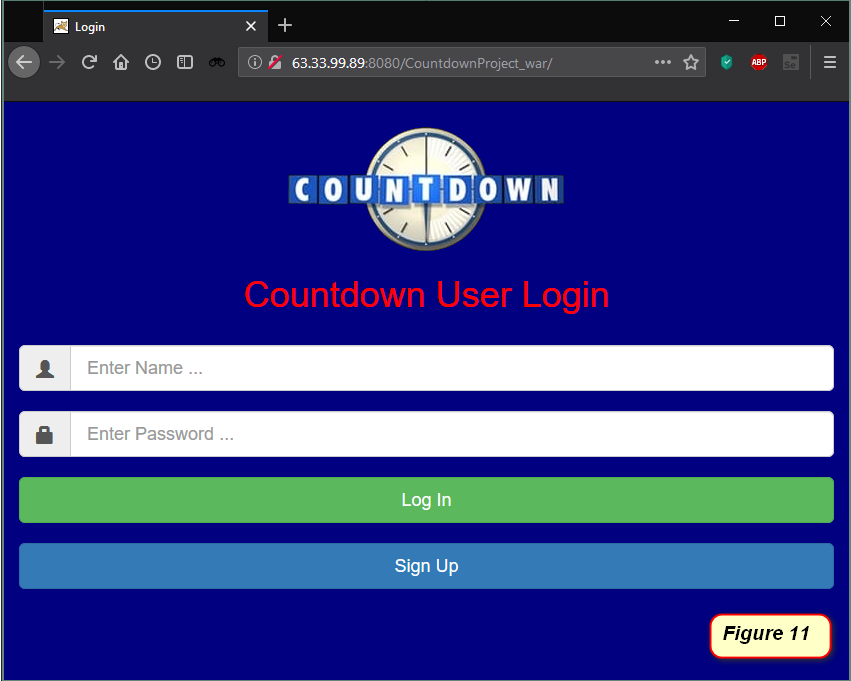 Login
63.33.99.89:8080/CountdownProject_war/
ABP
Se
COUNTDOWN
Countdown User Login
Enter Name ...
Enter Password ...
Log In
Sign Up
Figure 11